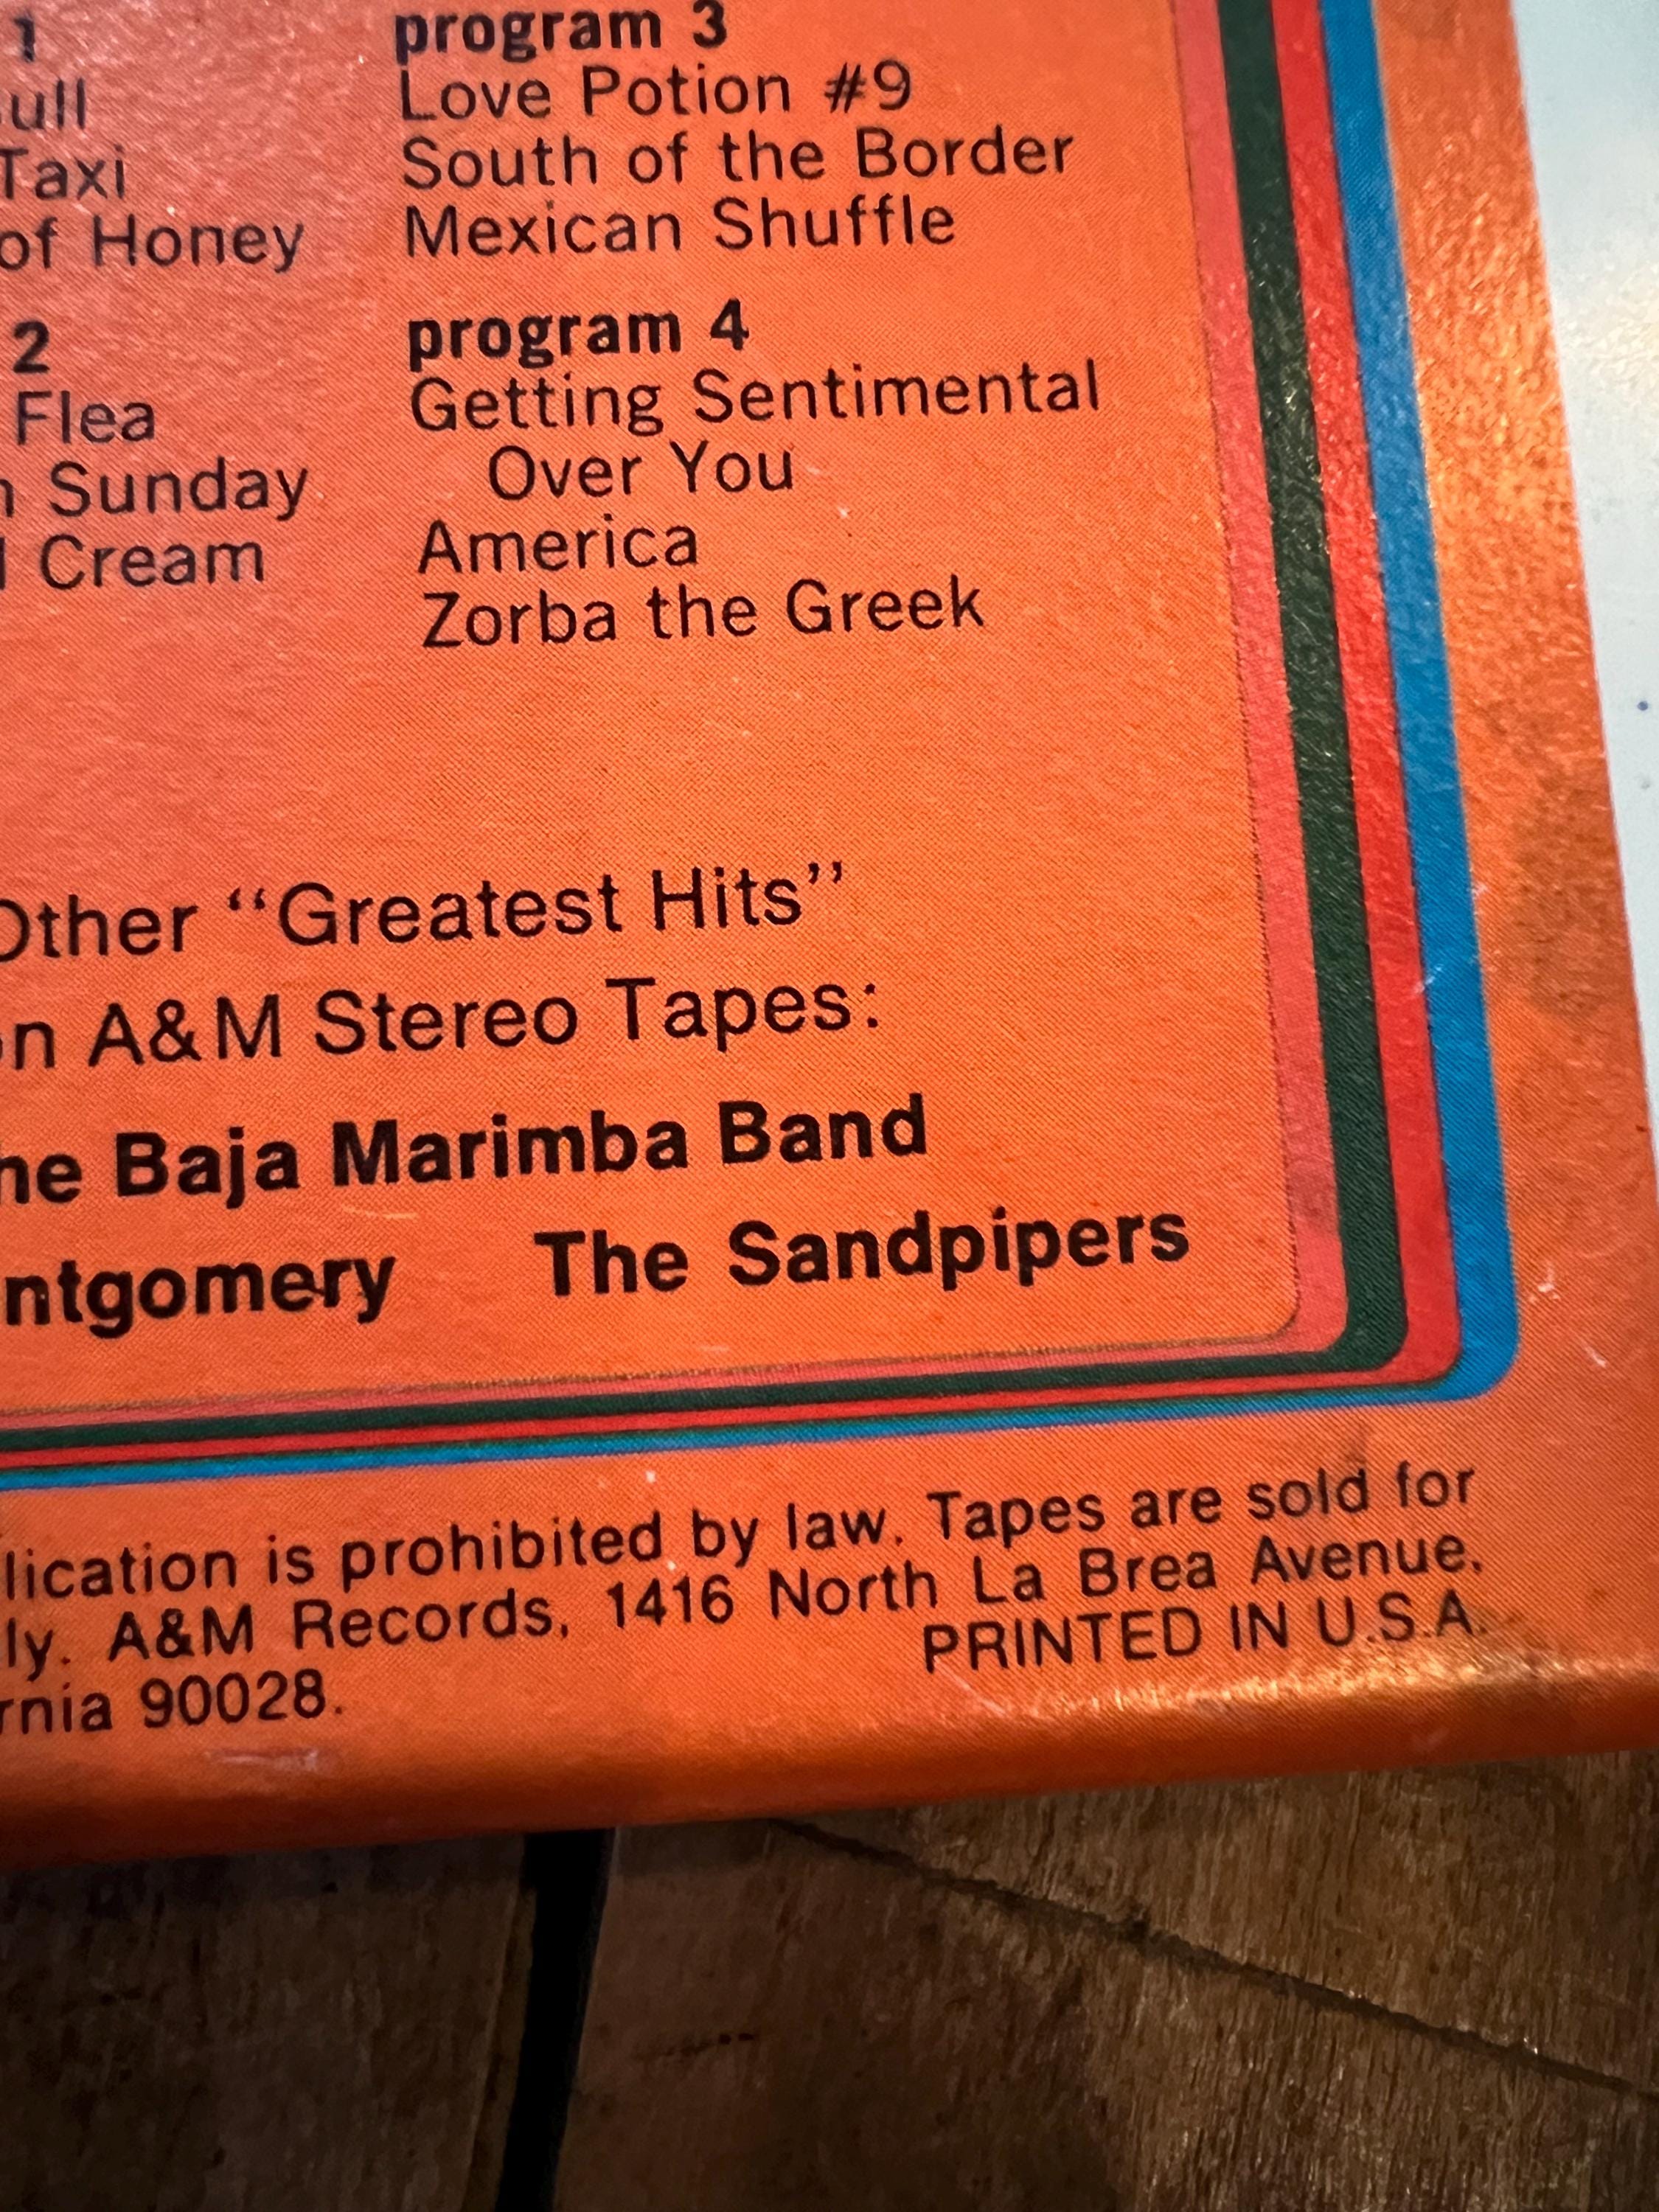 1
ull
Taxi
of Honey
2
Flea
Sunday
Cream
program 3
Love Potion #9
South of the Border
Mexican Shuffle
program 4
Getting Sentimental
Over You
America
Zorba the Greek
Other “Greatest Hits”
on A&M Stereo Tapes:
he Baja Marimba Band
ntgomery The Sandpipers
lication is prohibited by law. Tapes are sold for
ly. A&M Records, 1416 North La Brea Avenue,
rnia 90028. PRINTED IN U.S.A.